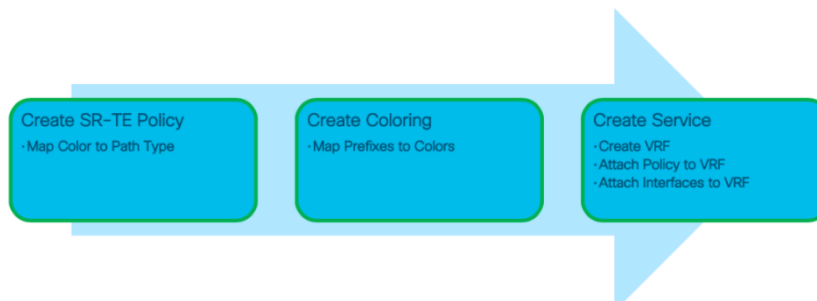 Create SR-TE Policy
·Map Color to Path Type
Create Coloring
·Map Prefixes to Colors
Create Service
·Create VRF
·Attach Policy to VRF
·Attach Interfaces to VRF